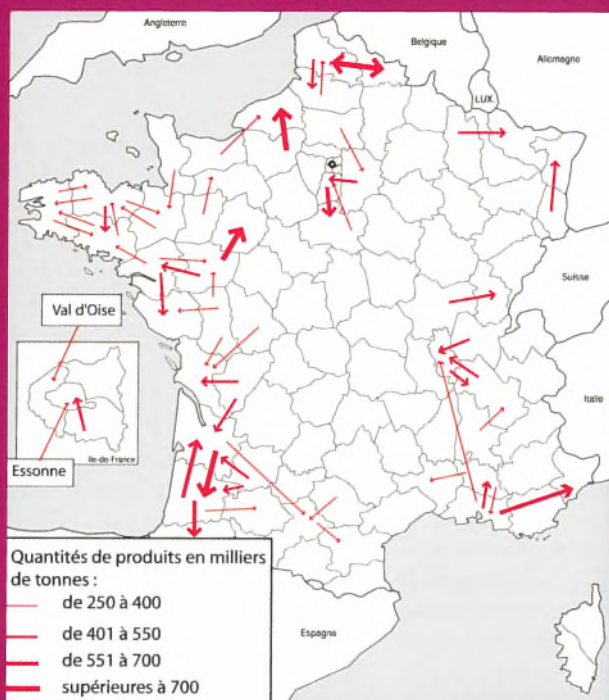 Angleterre
Belgique
Allemagne
LUX.
Suisse
Italie
Val d'Oise
Essonne
Ile-de-France
Espagne
Quantités de produits en milliers
de tonnes :
de 250 à 400
de 401 à 550
de 551 à 700
supérieures à 700